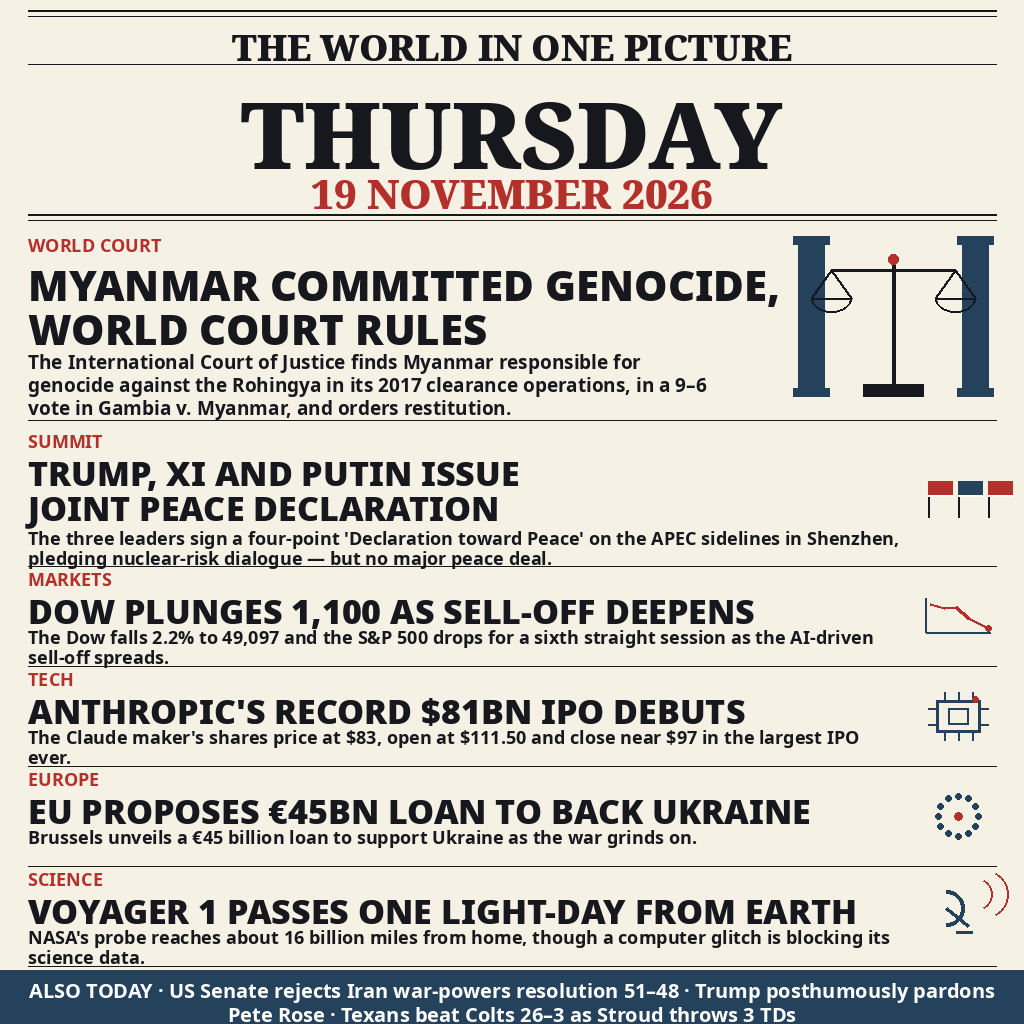 THE WORLD IN ONE PICTURE
THURSDAY
19 NOVEMBER 2026
WORLD COURT
MYANMAR COMMITTED GENOCIDE,
WORLD COURT RULES
The International Court of Justice finds Myanmar responsible for
genocide against the Rohingya in its 2017 clearance operations, in a 9–6
vote in Gambia v. Myanmar, and orders restitution.
SUMMIT
TRUMP, XI AND PUTIN ISSUE
JOINT PEACE DECLARATION
The three leaders sign a four-point 'Declaration toward Peace' on the APEC sidelines in Shenzhen,
pledging nuclear-risk dialogue — but no major peace deal.
MARKETS
DOW PLUNGES 1,100 AS SELL-OFF DEEPENS
The Dow falls 2.2% to 49,097 and the S&P 500 drops for a sixth straight session as the AI-driven
sell-off spreads.
TECH
ANTHROPIC'S RECORD $81BN IPO DEBUTS
The Claude maker's shares price at $83, open at $111.50 and close near $97 in the largest IPO
ever.
EUROPE
EU PROPOSES €45BN LOAN TO BACK UKRAINE
Brussels unveils a €45 billion loan to support Ukraine as the war grinds on.
SCIENCE
VOYAGER 1 PASSES ONE LIGHT-DAY FROM EARTH
NASA's probe reaches about 16 billion miles from home, though a computer glitch is blocking its
science data.
ALSO TODAY · US Senate rejects Iran war-powers resolution 51–48 · Trump posthumously pardons
Pete Rose · Texans beat Colts 26–3 as Stroud throws 3 TDs